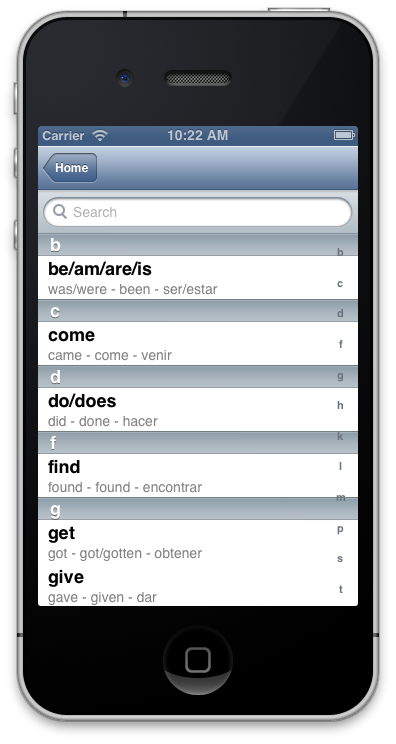 Carrier 10:22 AM
Home
Search
b
be/am/are/is
was/were - been - ser/estar
c
come
came - come - venir
d
do/does
did - done - hacer
f
find
found - found - encontrar
g
get
got - got/gotten - obtener
give
gave - given - dar
b
c
d
f
g
h
k
l
m
p
s
t